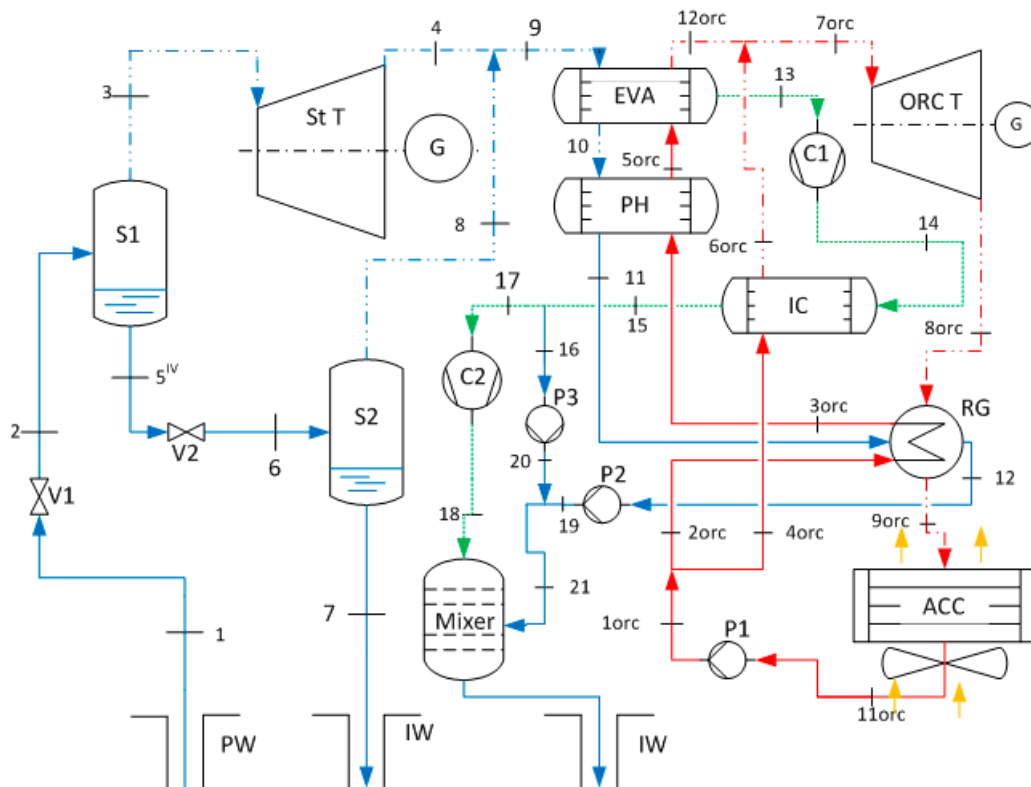 4
9
12orc
7orc
3
St T
EVA
13
ORC T
G
G
10
5orc
C1
S1
PH
8
6orc
14
11
17
IC
15
8orc
5IV
16
C2
P3
3orc
RG
2
S2
V2
6
20
P2
12
V1
18
19
2orc
4orc
9orc
7
Mixer
21
1orc
P1
ACC
1
11orc
PW
IW
IW